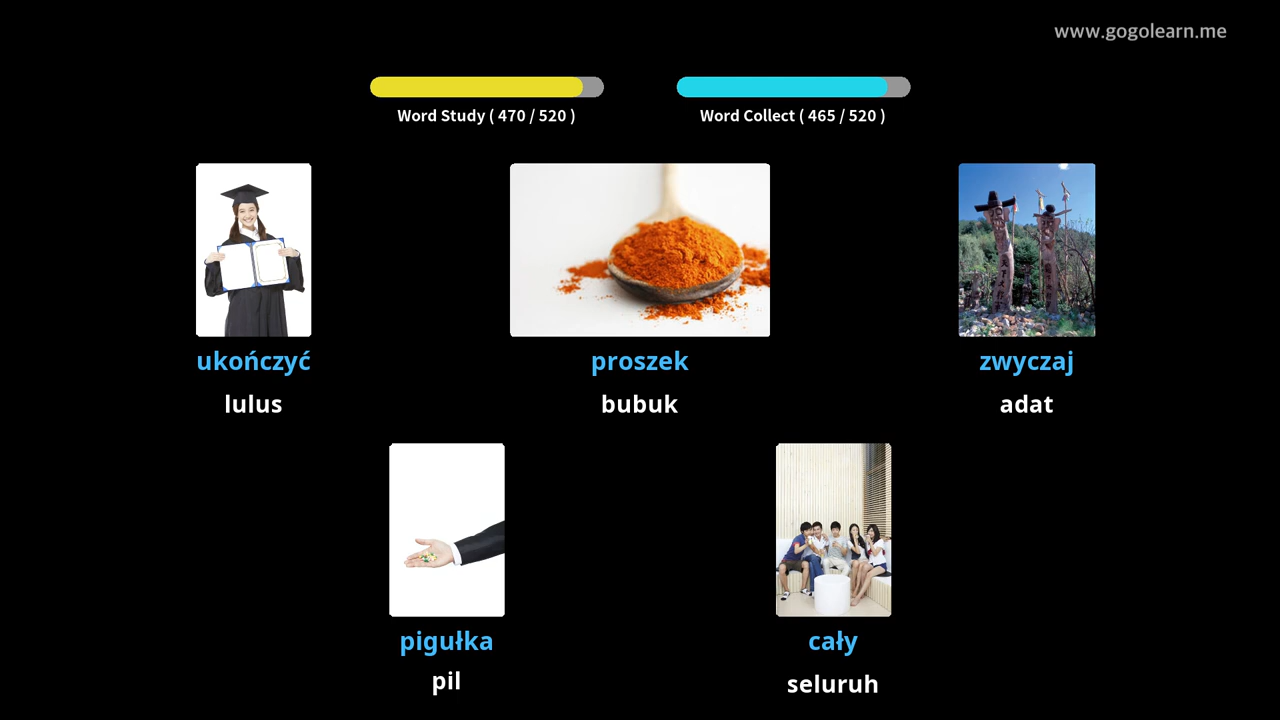 www.gogolearn.me
Word Study ( 470 / 520 )
Word Collect ( 465 / 520 )
ukończyć
lulus
proszek
bubuk
zwyczaj
adat
pigułka
pil
cały
seluruh